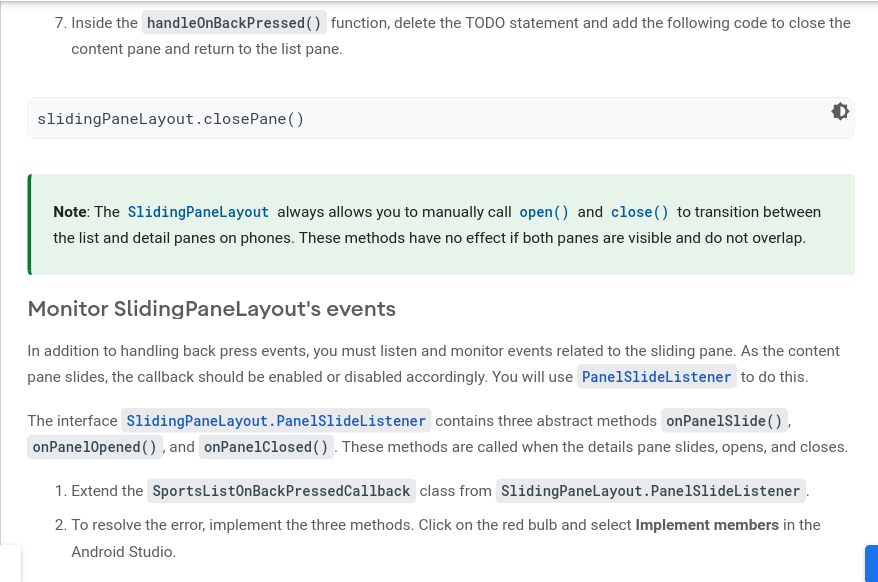 7. Inside the handleOnBackPressed() function, delete the TODO statement and add the following code to close the
content pane and return to the list pane.
slidingPaneLayout.closePane()
Note: The SlidingPaneLayout always allows you to manually call open() and close() to transition between
the list and detail panes on phones. These methods have no effect if both panes are visible and do not overlap.
Monitor SlidingPaneLayout's events
In addition to handling back press events, you must listen and monitor events related to the sliding pane. As the content
pane slides, the callback should be enabled or disabled accordingly. You will use PanelSlideListener to do this.
The interface SlidingPaneLayout.PanelSlideListener contains three abstract methods onPanelSlide(),
onPanelOpened(), and onPanelClosed(). These methods are called when the details pane slides, opens, and closes.
1. Extend the SportsListOnBackPressedCallback class from SlidingPaneLayout.PanelSlideListener.
2. To resolve the error, implement the three methods. Click on the red bulb and select Implement members in the
Android Studio.